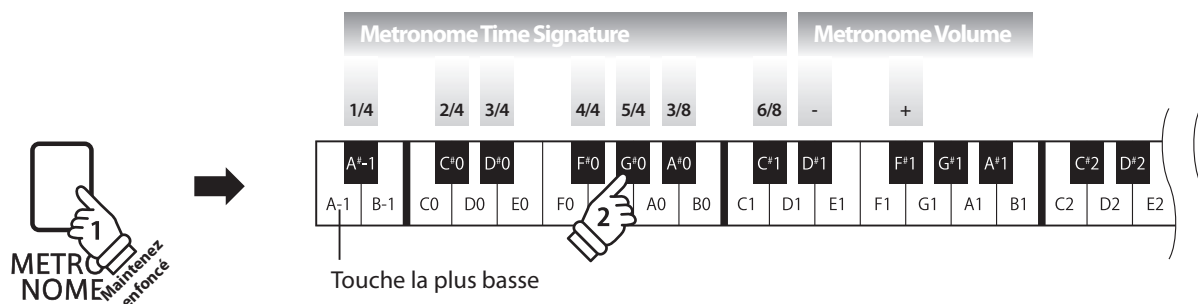 Metronome Time Signature Metronome Volume
1/4 2/4 3/4 4/4 5/4 3/8 6/8 - +
A#-1 C#0 D#0 F#0 G#0 A#0 C#1 D#1 F#1 G#1 A#1 C#2 D#2
A-1 B-1 C0 D0 E0 F0 A0 B0 C1 D1 E1 F1 G1 A1 B1 C2 D2 E2
1
2
METRO
NOME
Maintenez
enfoncé
Touche la plus basse